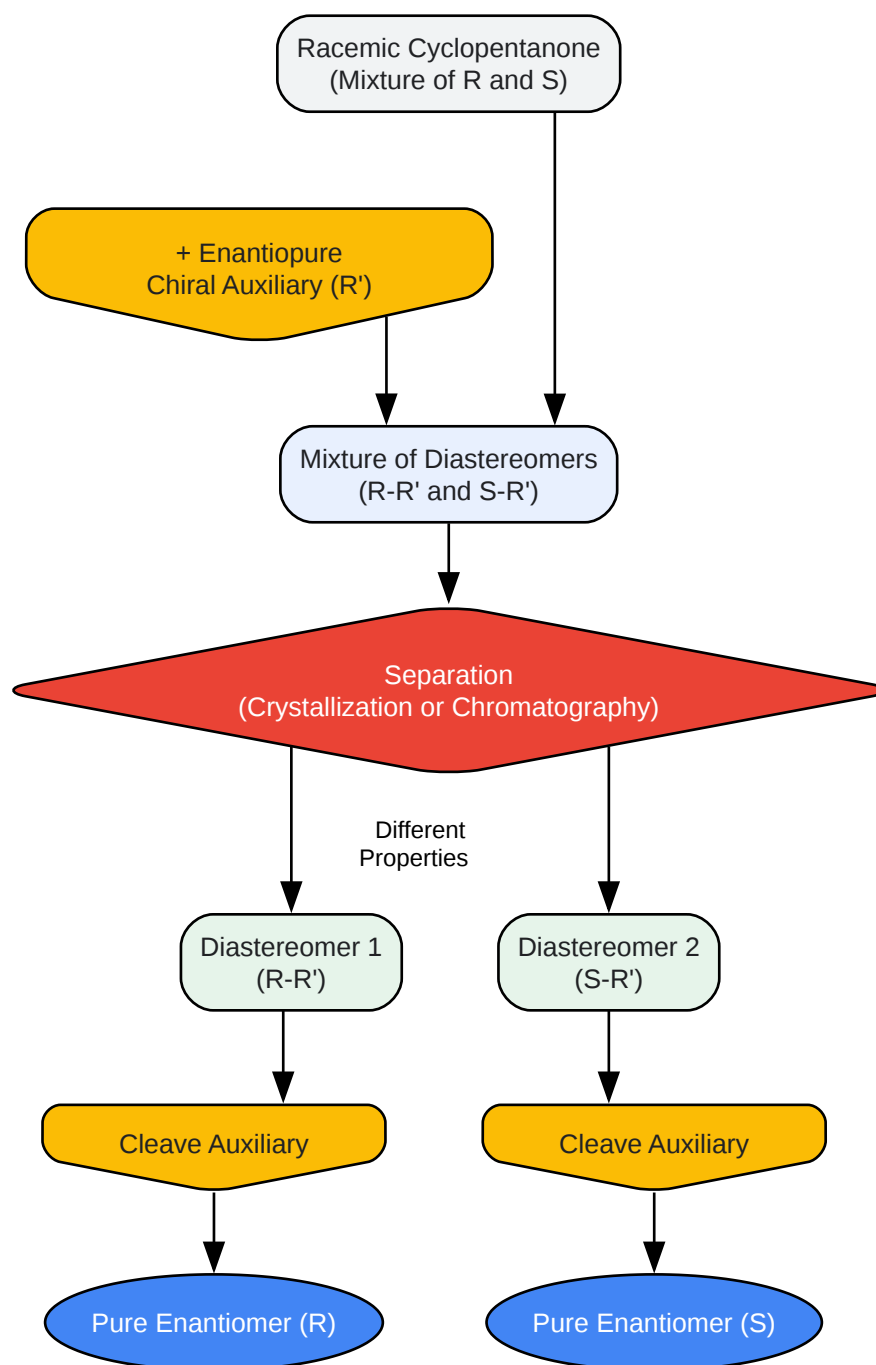 Racemic Cyclopentanone
(Mixture of R and S)
+ Enantiopure
Chiral Auxiliary (R')
Mixture of Diastereomers
(R-R' and S-R')
Separation
(Crystallization or Chromatography)
Different
Properties
Diastereomer 1
(R-R')
Diastereomer 2
(S-R')
Cleave Auxiliary
Cleave Auxiliary
Pure Enantiomer (R)
Pure Enantiomer (S)